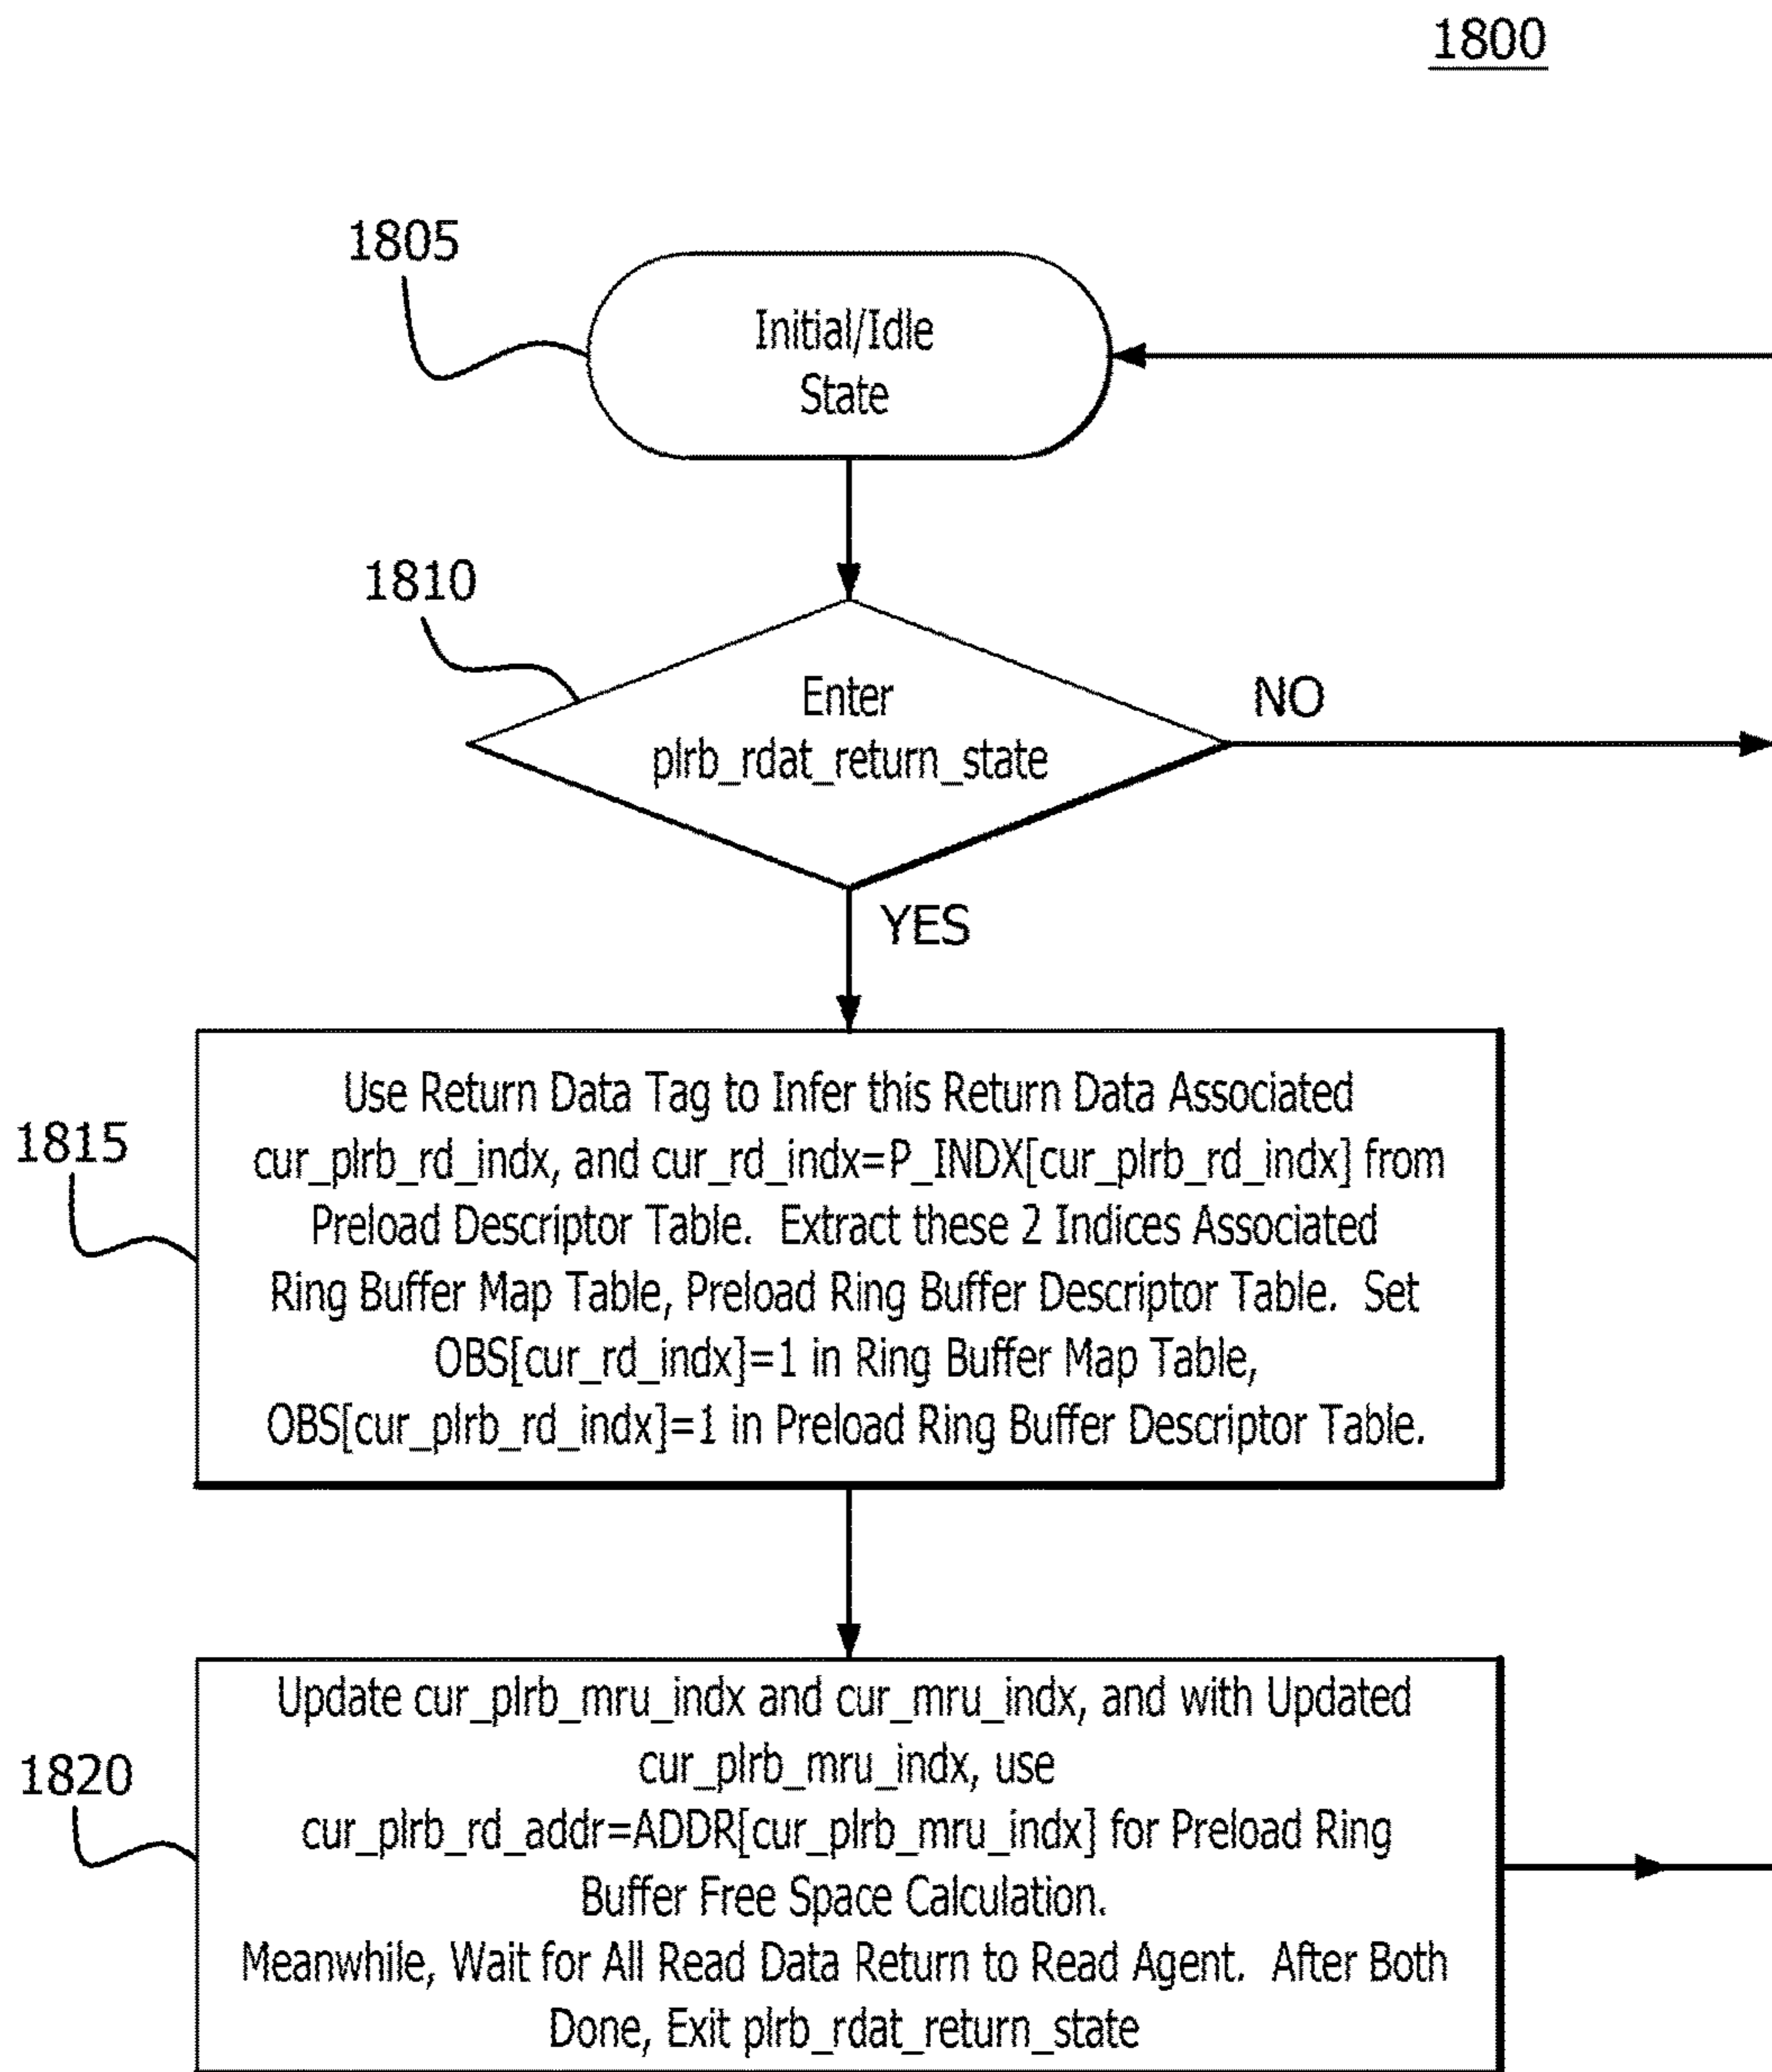 1800
1805
Initial/Idle
State
1810
Enter
plrb_rdat_return_state
NO
YES
1815
Use Return Data Tag to Infer this Return Data Associated
cur_plrb_rd_indx, and cur_rd_indx=P_INDX[cur_plrb_rd_indx] from
Preload Descriptor Table. Extract these 2 Indices Associated
Ring Buffer Map Table, Preload Ring Buffer Descriptor Table. Set
OBS[cur_rd_indx]=1 in Ring Buffer Map Table,
OBS[cur_plrb_rd_indx]=1 in Preload Ring Buffer Descriptor Table.
1820
Update cur_plrb_mru_indx and cur_mru_indx, and with Updated
cur_plrb_mru_indx, use
cur_plrb_rd_addr=ADDR[cur_plrb_mru_indx] for Preload Ring
Buffer Free Space Calculation.
Meanwhile, Wait for All Read Data Return to Read Agent. After Both
Done, Exit plrb_rdat_return_state